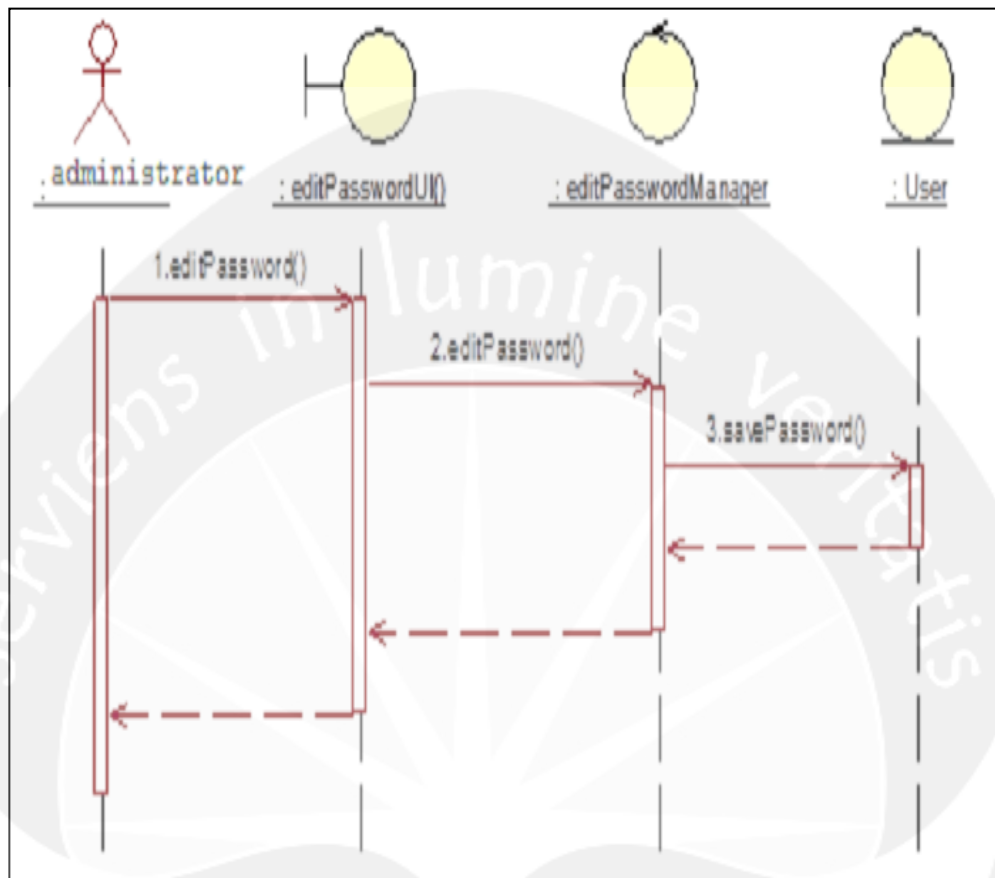 : administrator
: editPasswordUI()
: editPasswordManager
: User
1.editPassword()
2.editPassword()
3.savePassword()
serviens in lumine veritatis